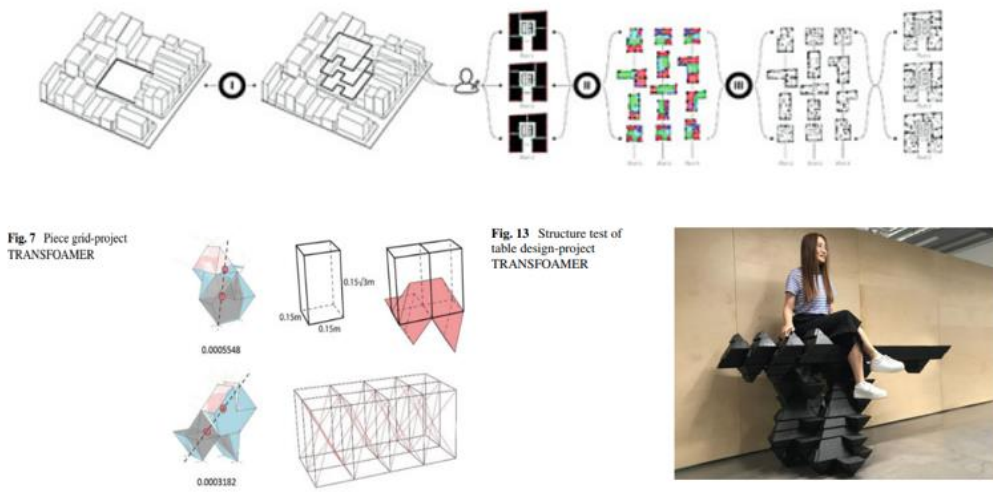 I
II
III
Fig. 7 Piece grid-project
TRANSFOAMER
0.15√3m
0.15m
0.15m
0.0005548
0.0003182
Fig. 13 Structure test of
table design-project
TRANSFOAMER